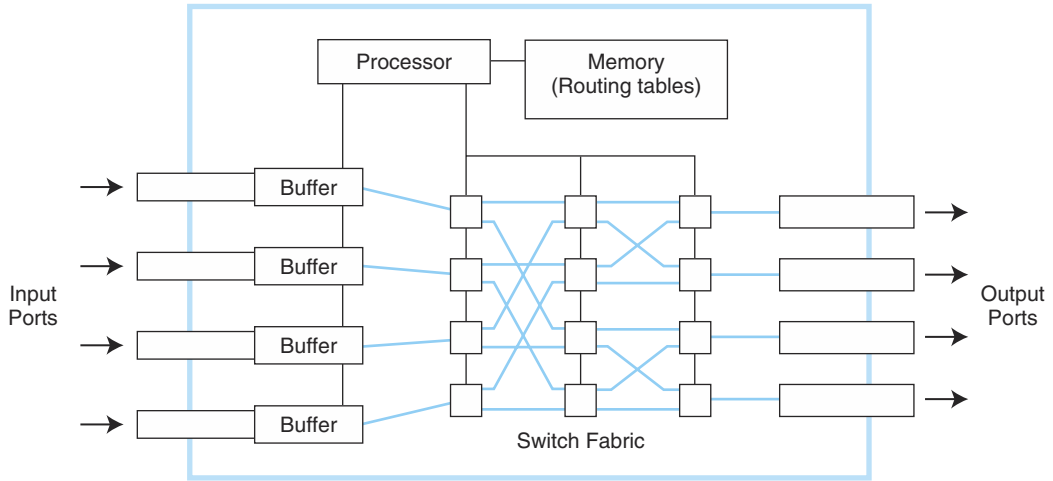 Processor
Memory
(Routing tables)
Buffer
Buffer
Buffer
Buffer
Input
Ports
Output
Ports
Switch Fabric